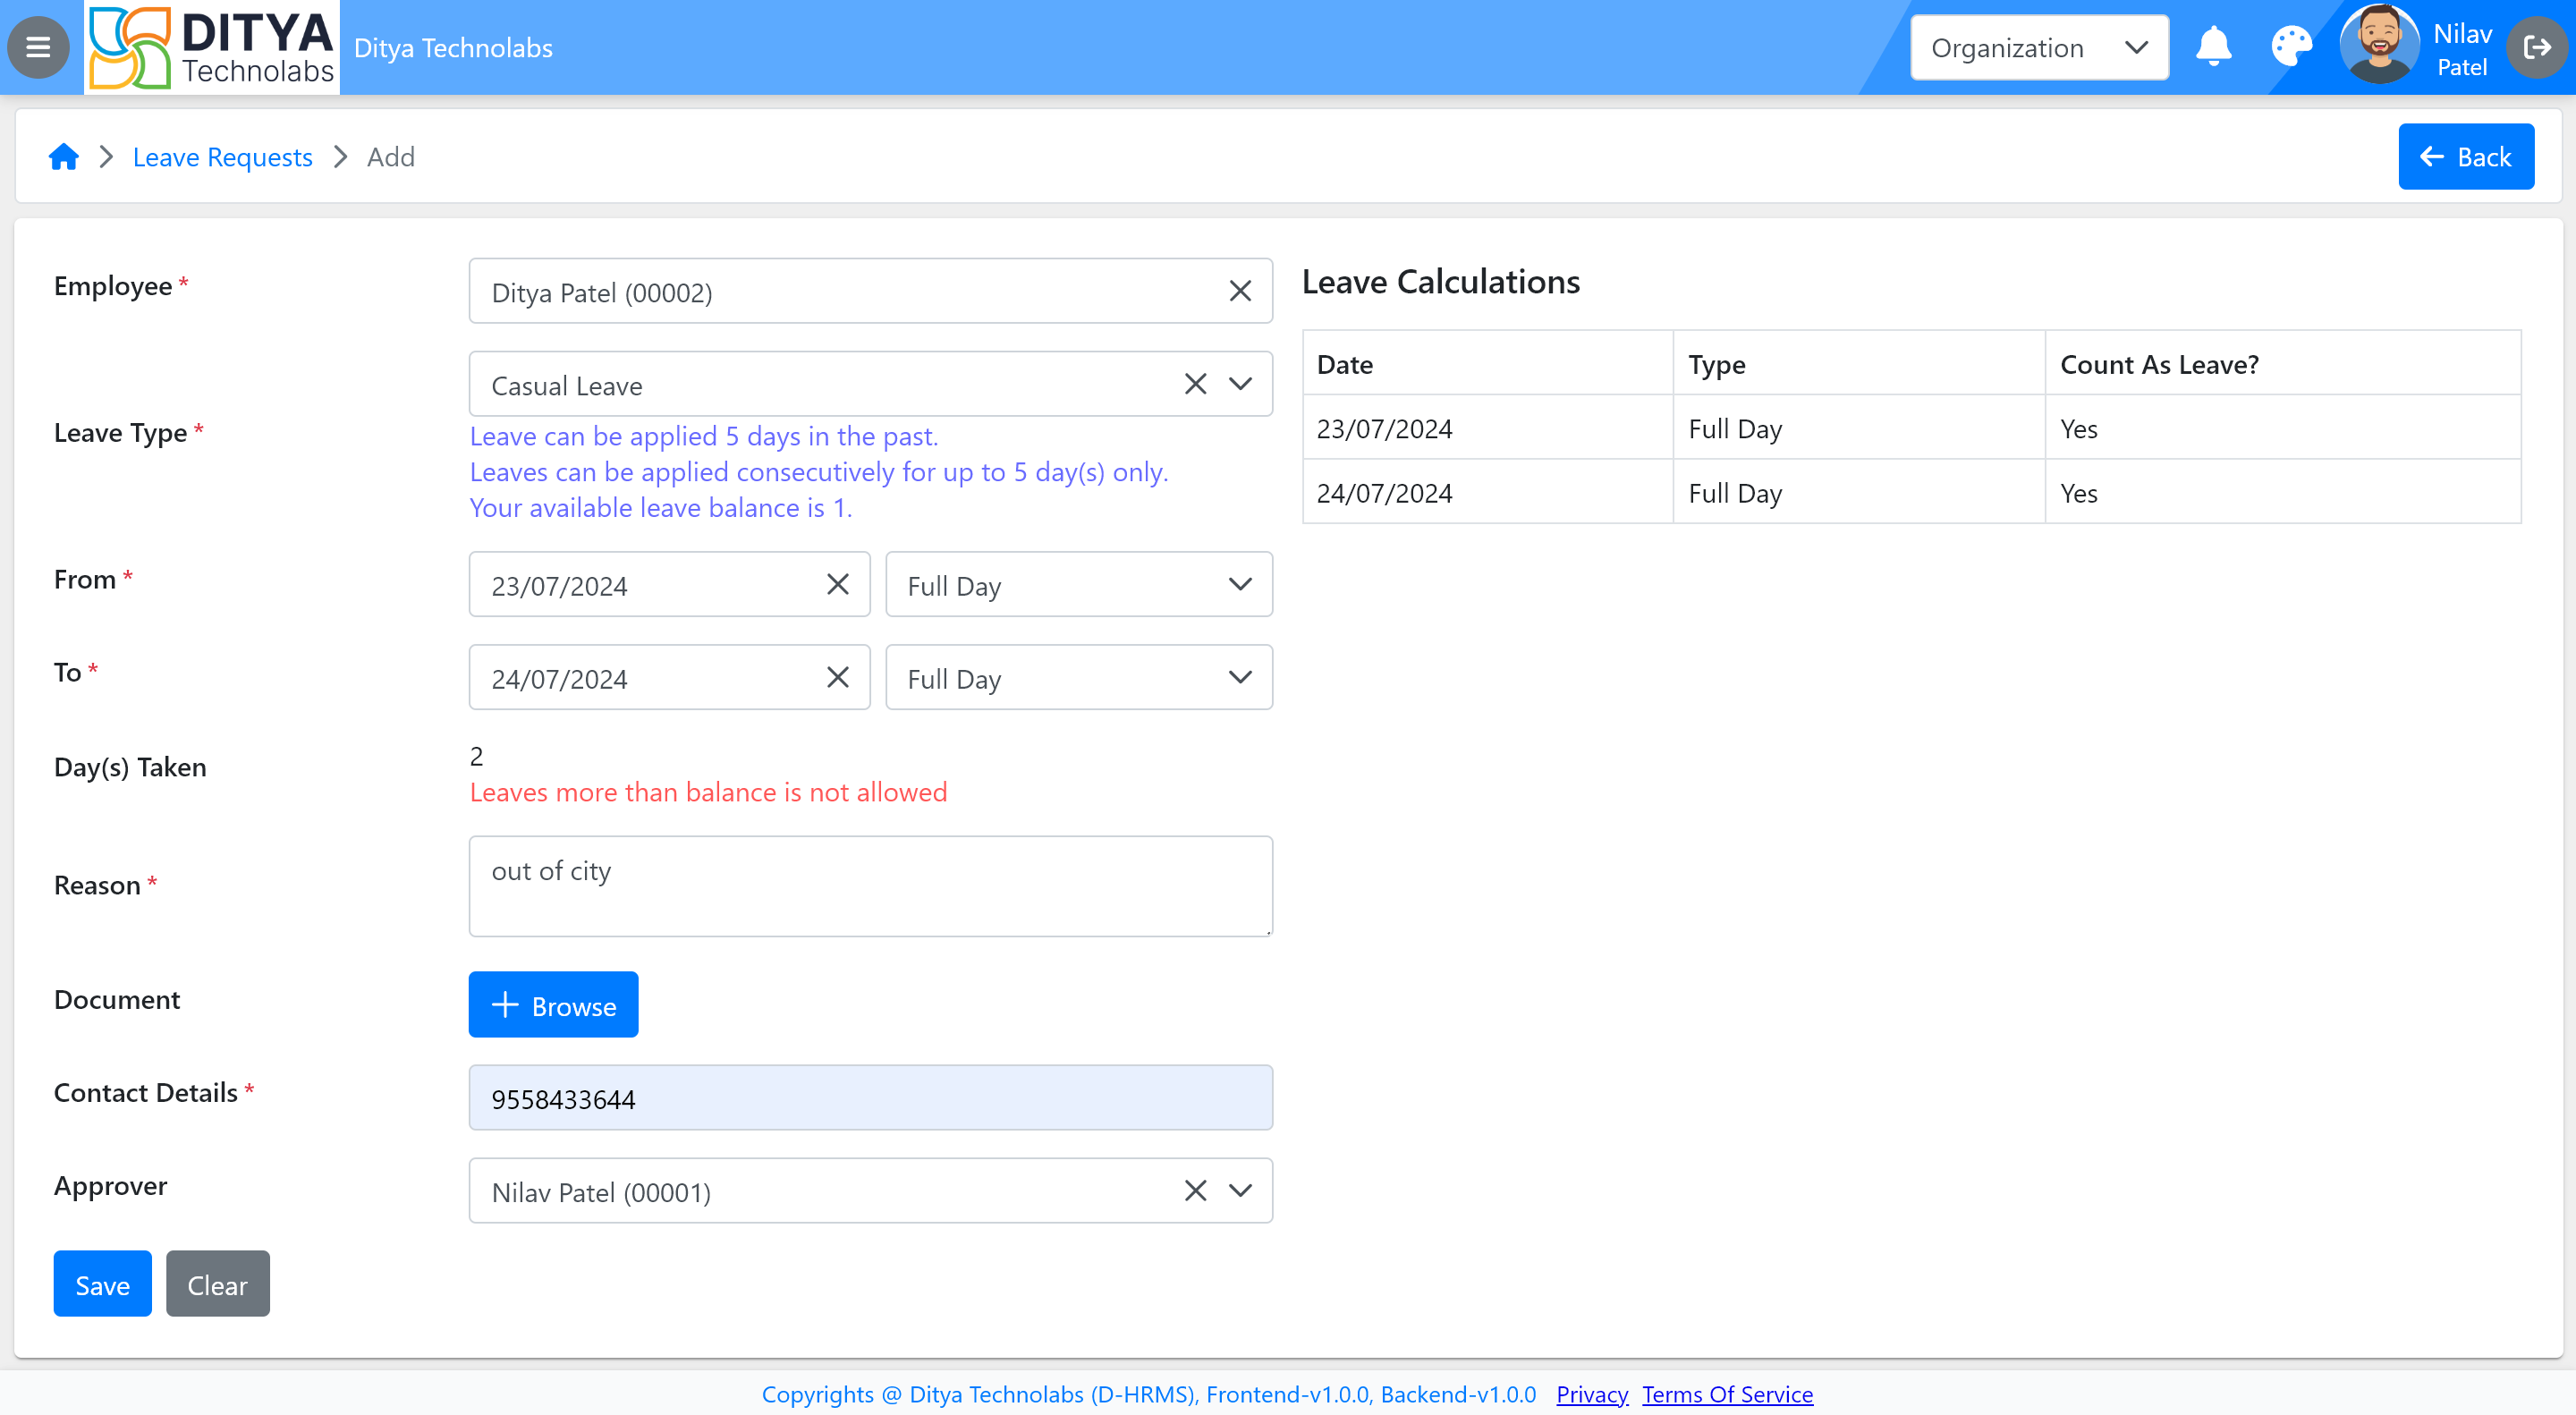 DITYA
Technolabs
Ditya Technolabs
Organization
Nilav
Patel
Leave Requests
Add
Back
Employee *
Ditya Patel (00002)
Leave Type *
Casual Leave
Leave can be applied 5 days in the past.
Leaves can be applied consecutively for up to 5 day(s) only.
Your available leave balance is 1.
From *
23/07/2024
Full Day
To *
24/07/2024
Full Day
Day(s) Taken
2
Leaves more than balance is not allowed
Reason *
out of city
Document
Browse
Contact Details *
9558433644
Approver
Nilav Patel (00001)
Save
Clear
Leave Calculations
Date Type Count As Leave?
23/07/2024 Full Day Yes
24/07/2024 Full Day Yes
Copyrights @ Ditya Technolabs (D-HRMS), Frontend-v1.0.0, Backend-v1.0.0 Privacy Terms Of Service